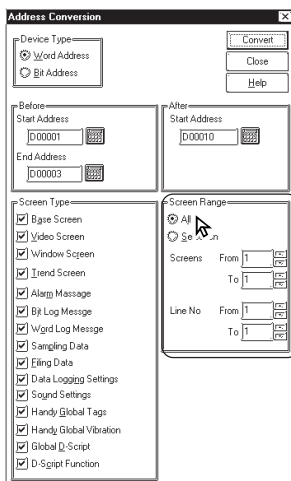 Address Conversion
Device Type
Word Address
Bit Address
Convert
Close
Help
Before
Start Address
D00001
End Address
D00003
After
Start Address
D00010
Screen Type
Base Screen
Video Screen
Window Screen
Trend Screen
Alarm Massage
Bit Log Messge
Word Log Messge
Sampling Data
Filing Data
Data Logging Settings
Sound Settings
Handy Global Tags
Handy Global Vibration
Global D-Script
D-Script Function
Screen Range
All
Screens From 1
To 1
Line No From 1
To 1